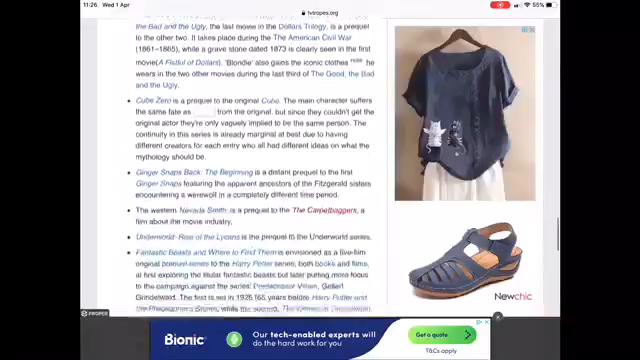 11:26 Wed 1 Apr
55%
tvtropes.org
the Bad and the Ugly, the last movie in the Dollars Trilogy, is a prequel
to the other two. It takes place during the The American Civil War
(1861–1865), while a grave stone dated 1873 is clearly seen in the first
movie(A Fistful of Dollars). 'Blondie' also gains the iconic clothes note he
wears in the two other movies during the last third of The Good, the Bad
and the Ugly.
Cube Zero is a prequel to the original Cube. The main character suffers
the same fate as from the original, but since they couldn't get the
original actor they're only vaguely implied to be the same person. The
continuity in this series is already marginal at best due to having
different creators for each entry who all had different ideas on what the
mythology should be.
Ginger Snaps Back: The Beginning is a distant prequel to the first
Ginger Snaps featuring the apparent ancestors of the Fitzgerald sisters
encountering a werewolf in a completely different time period.
The western Nevada Smith is a prequel to the The Carpetbaggers, a
film about the movie industry.
Underworld: Rise of the Lycans is the prequel to the Underworld series.
Fantastic Beasts and Where to Find Them is envisioned as a five-film
original prequel series to the Harry Potter series, both books and films,
at first exploring the titular fantastic beasts but later putting more focus
to the campaign against the series' Predecessor Villain, Gellert
Grindelwald. The first is set in 1926 (65 years before Harry Potter and
the Philosopher's Stone, while the second,
Newchic
EZOIC
Bionic
Our tech-enabled experts will
do the hard work for you
Get a quote
T&Cs apply